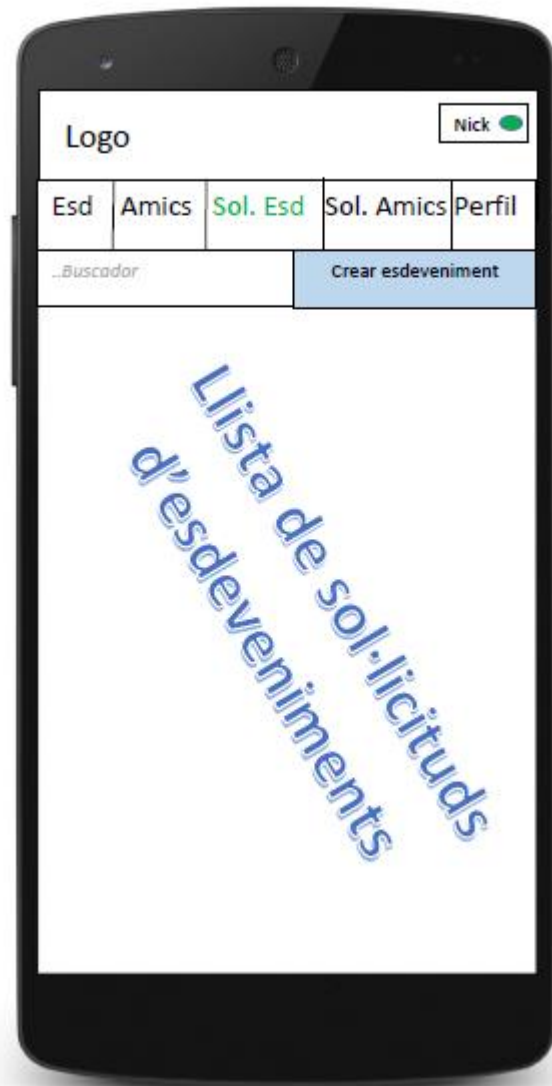 Logo
Nick
Esd Amics Sol. Esd Sol. Amics Perfil
..Buscador
Crear esdeveniment
Llista de sol·licituds
d'esdeveniments